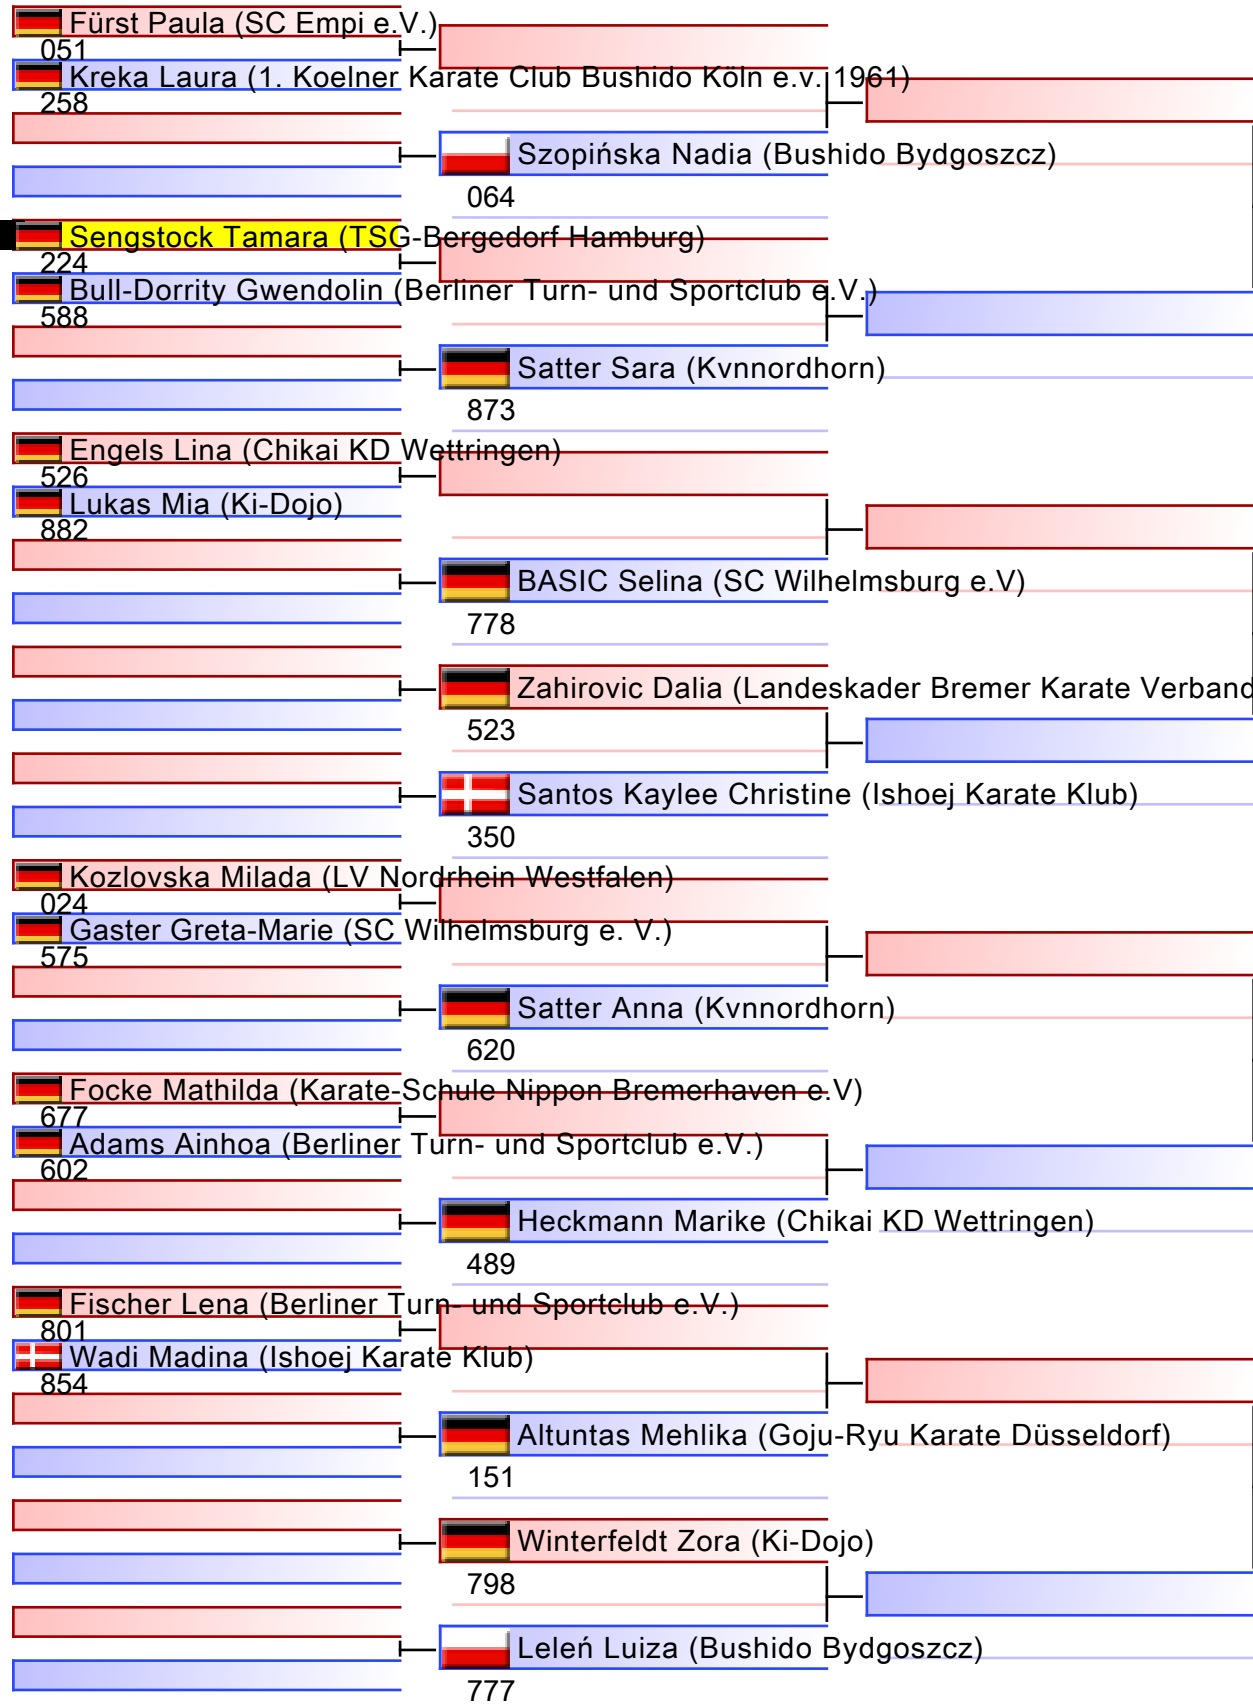 Fürst Paula (SC Empi e.V.)
051
Kreka Laura (1. Koelner Karate Club Bushido Köln e.v. 1961)
258
Szopińska Nadia (Bushido Bydgoszcz)
064
Sengstock Tamara (TSG-Bergedorf Hamburg)
224
Bull-Dorrity Gwendolin (Berliner Turn- und Sportclub e.V.)
588
Satter Sara (Kvnnordhorn)
873
Engels Lina (Chikai KD Wettringen)
526
Lukas Mia (Ki-Dojo)
882
BASIC Selina (SC Wilhelmsburg e.V)
778
Zahirovic Dalia (Landeskader Bremer Karate Verband
523
Santos Kaylee Christine (Ishoej Karate Klub)
350
Kozlovska Milada (LV Nordrhein Westfalen)
024
Gaster Greta-Marie (SC Wilhelmsburg e. V.)
575
Satter Anna (Kvnnordhorn)
620
Focke Mathilda (Karate-Schule Nippon Bremerhaven e.V)
677
Adams Ainhoa (Berliner Turn- und Sportclub e.V.)
602
Heckmann Marike (Chikai KD Wettringen)
489
Fischer Lena (Berliner Turn- und Sportclub e.V.)
801
Wadi Madina (Ishoej Karate Klub)
854
Altuntas Mehlika (Goju-Ryu Karate Düsseldorf)
151
Winterfeldt Zora (Ki-Dojo)
798
Leleń Luiza (Bushido Bydgoszcz)
777